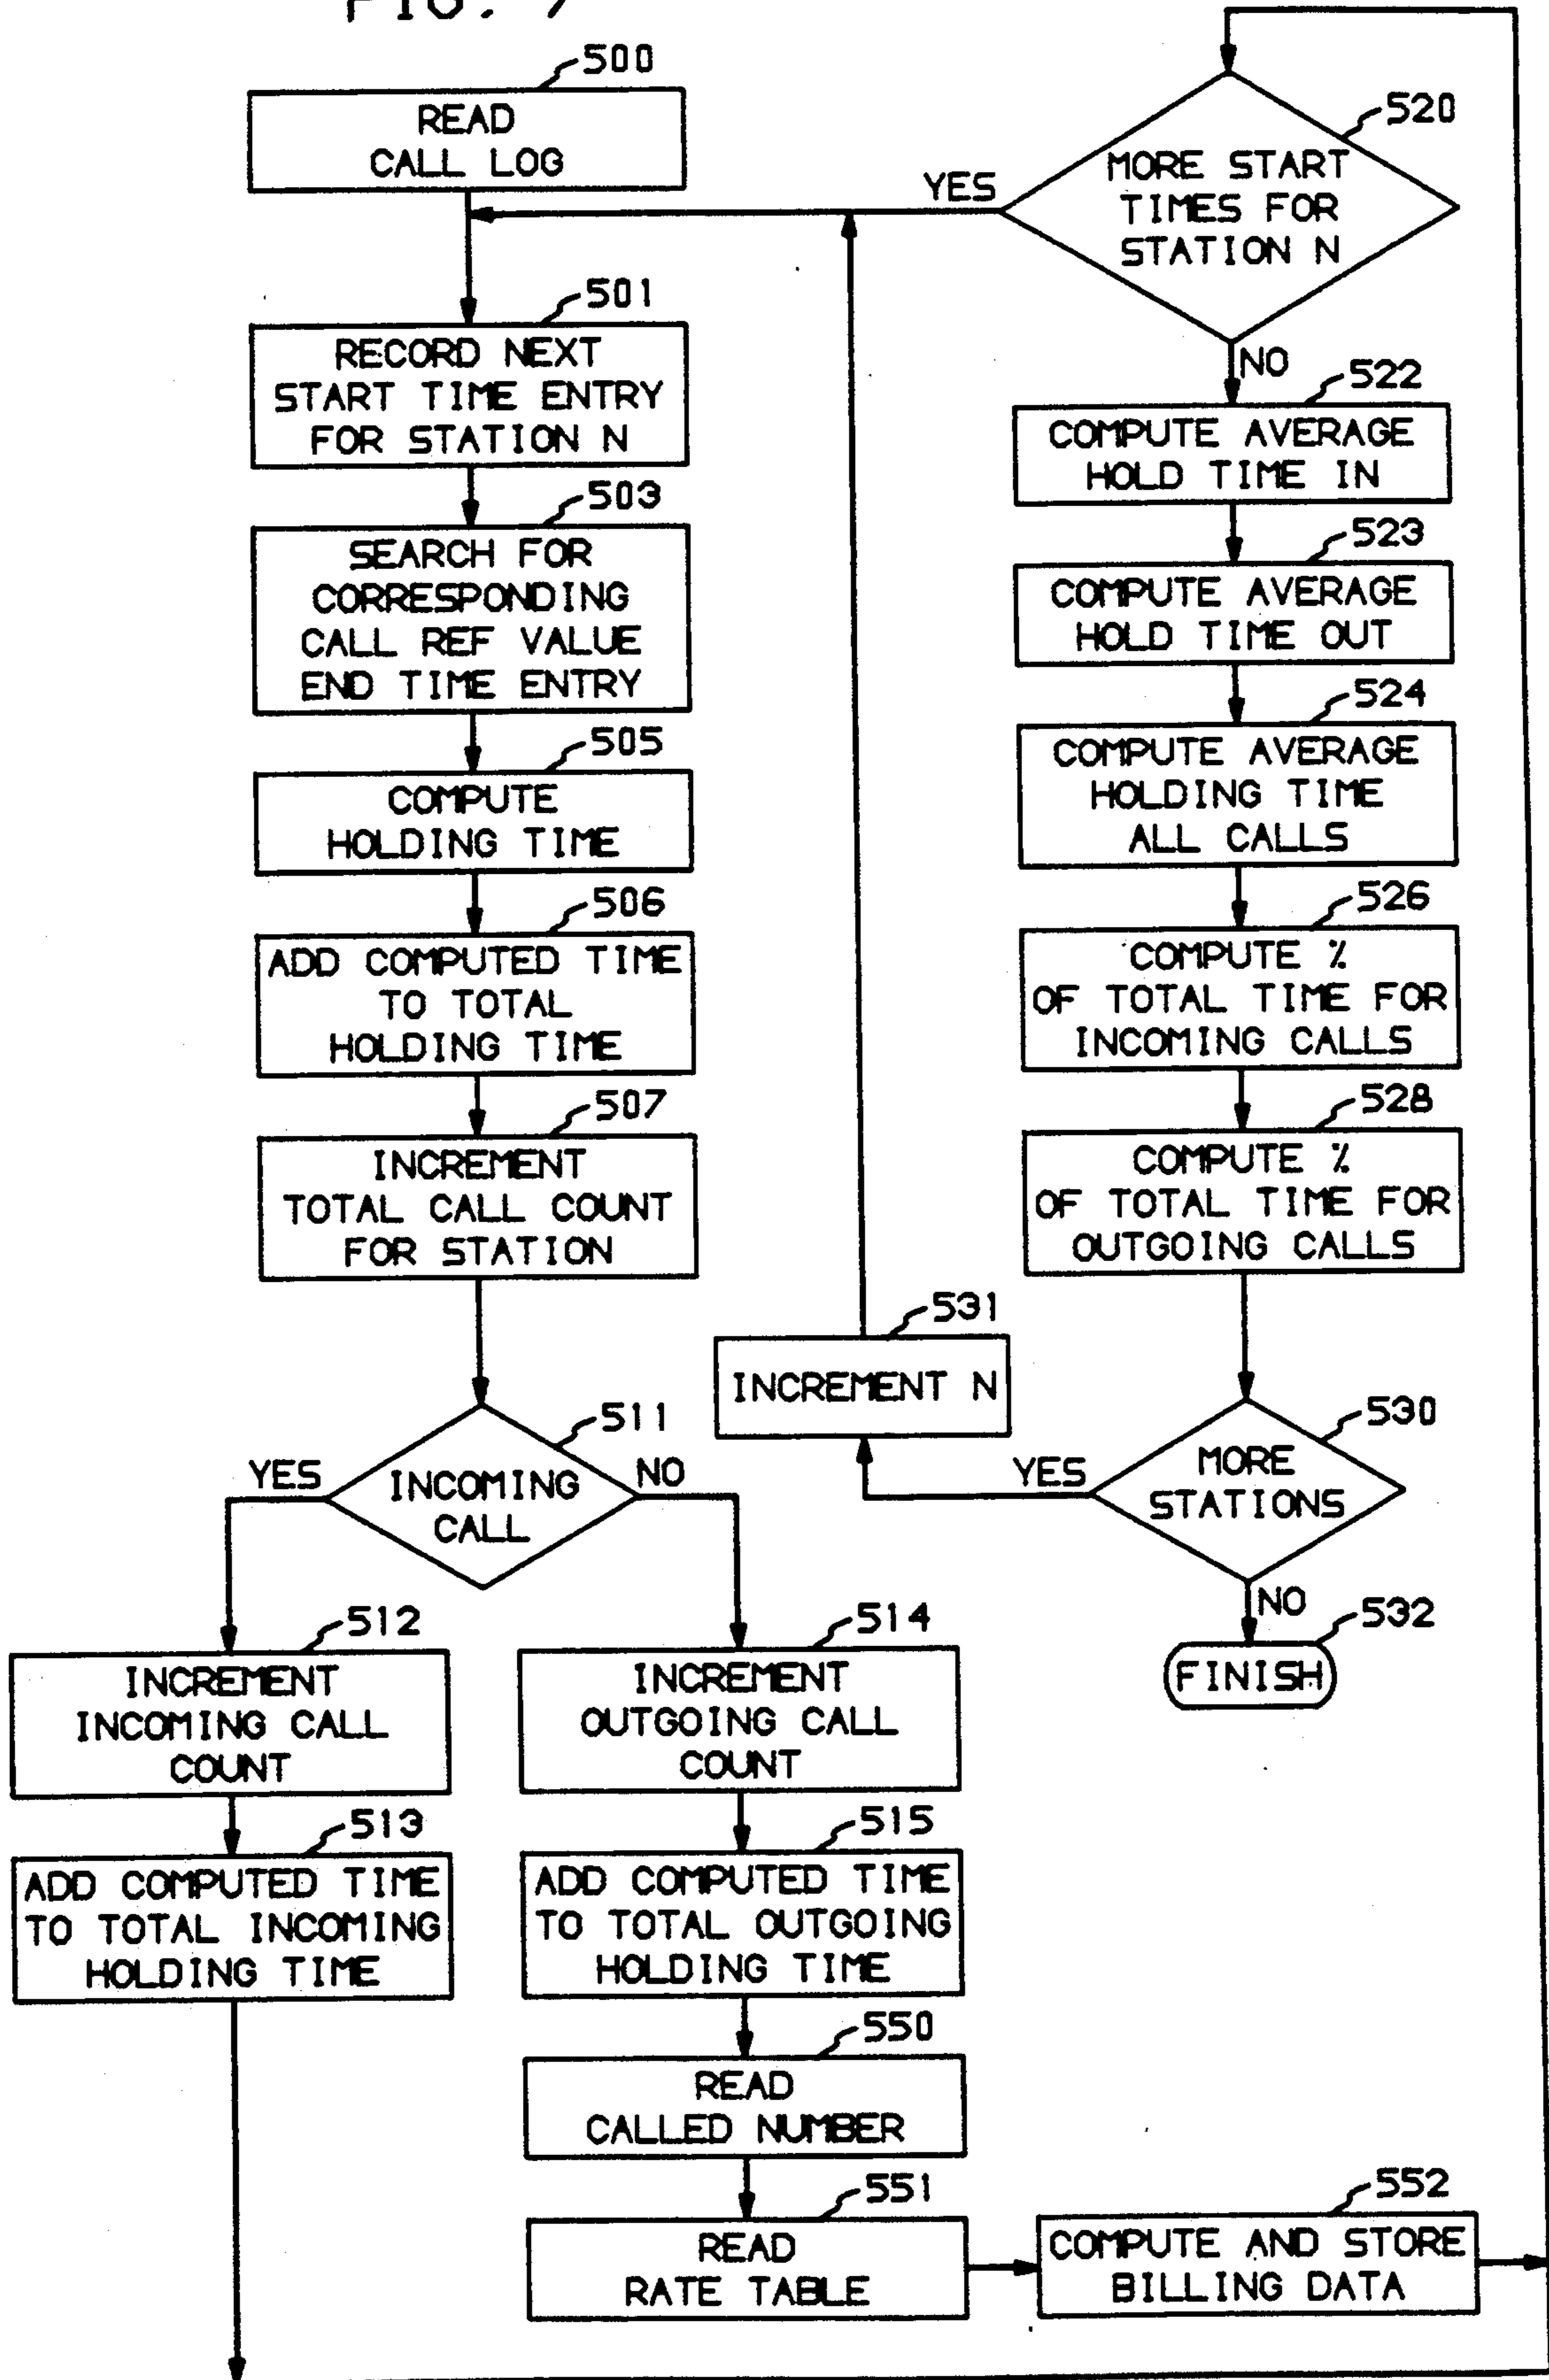 FIG. 7
500
READ
CALL LOG
501
RECORD NEXT
START TIME ENTRY
FOR STATION N
503
SEARCH FOR
CORRESPONDING
CALL REF VALUE
END TIME ENTRY
505
COMPUTE
HOLDING TIME
506
ADD COMPUTED TIME
TO TOTAL
HOLDING TIME
507
INCREMENT
TOTAL CALL COUNT
FOR STATION
511
YES
INCOMING
CALL
NO
512
INCREMENT
INCOMING CALL
COUNT
513
ADD COMPUTED TIME
TO TOTAL INCOMING
HOLDING TIME
514
INCREMENT
OUTGOING CALL
COUNT
515
ADD COMPUTED TIME
TO TOTAL OUTGOING
HOLDING TIME
550
READ
CALLED NUMBER
551
READ
RATE TABLE
552
COMPUTE AND STORE
BILLING DATA
520
YES
MORE START
TIMES FOR
STATION N
NO
522
COMPUTE AVERAGE
HOLD TIME IN
523
COMPUTE AVERAGE
HOLD TIME OUT
524
COMPUTE AVERAGE
HOLDING TIME
ALL CALLS
526
COMPUTE %
OF TOTAL TIME FOR
INCOMING CALLS
528
COMPUTE %
OF TOTAL TIME FOR
OUTGOING CALLS
530
YES
MORE
STATIONS
NO
531
INCREMENT N
532
FINISH